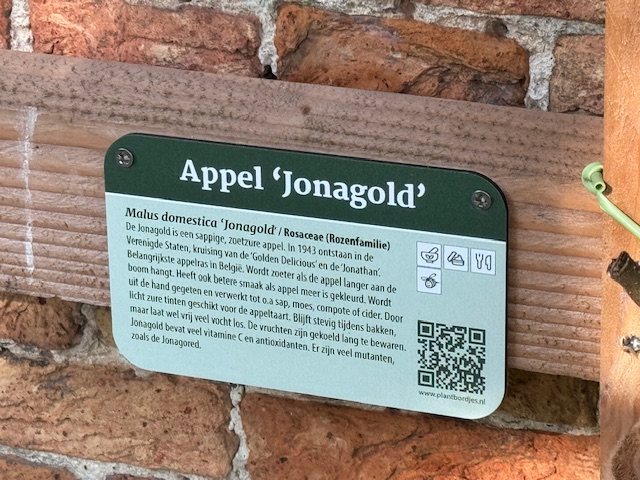 Appel ‘Jonagold’
Malus domestica ‘Jonagold’ / Rosaceae (Rozenfamilie)
De Jonagold is een sappige, zoetzure appel. In 1943 ontstaan in de
Verenigde Staten, kruising van de ‘Golden Delicious’ en de ‘Jonathan’.
Belangrijkste appelras in België. Wordt zoeter als de appel langer aan de
boom hangt. Heeft ook betere smaak als appel meer is gekleurd. Wordt
uit de hand gegeten en verwerkt tot o.a sap, moes, compote of cider. Door
licht zure tinten geschikt voor de appeltaart. Blijft stevig tijdens bakken,
maar laat wel vrij veel vocht los. De vruchten zijn gekoeld lang te bewaren.
Jonagold bevat veel vitamine C en antioxidanten. Er zijn veel mutanten,
zoals de Jonagored.
www.plantbordjes.nl